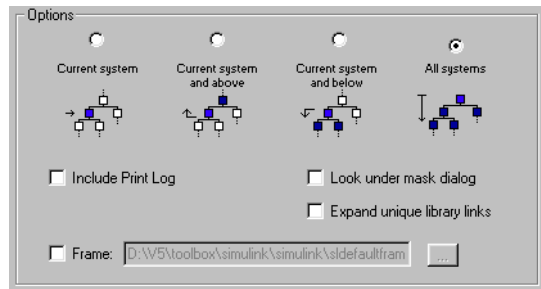 Options
Current system
Current system
and above
Current system
and below
All systems
Include Print Log
Look under mask dialog
Expand unique library links
Frame: D:\V5\toolbox\simulink\simulink\sldefaultfram ...